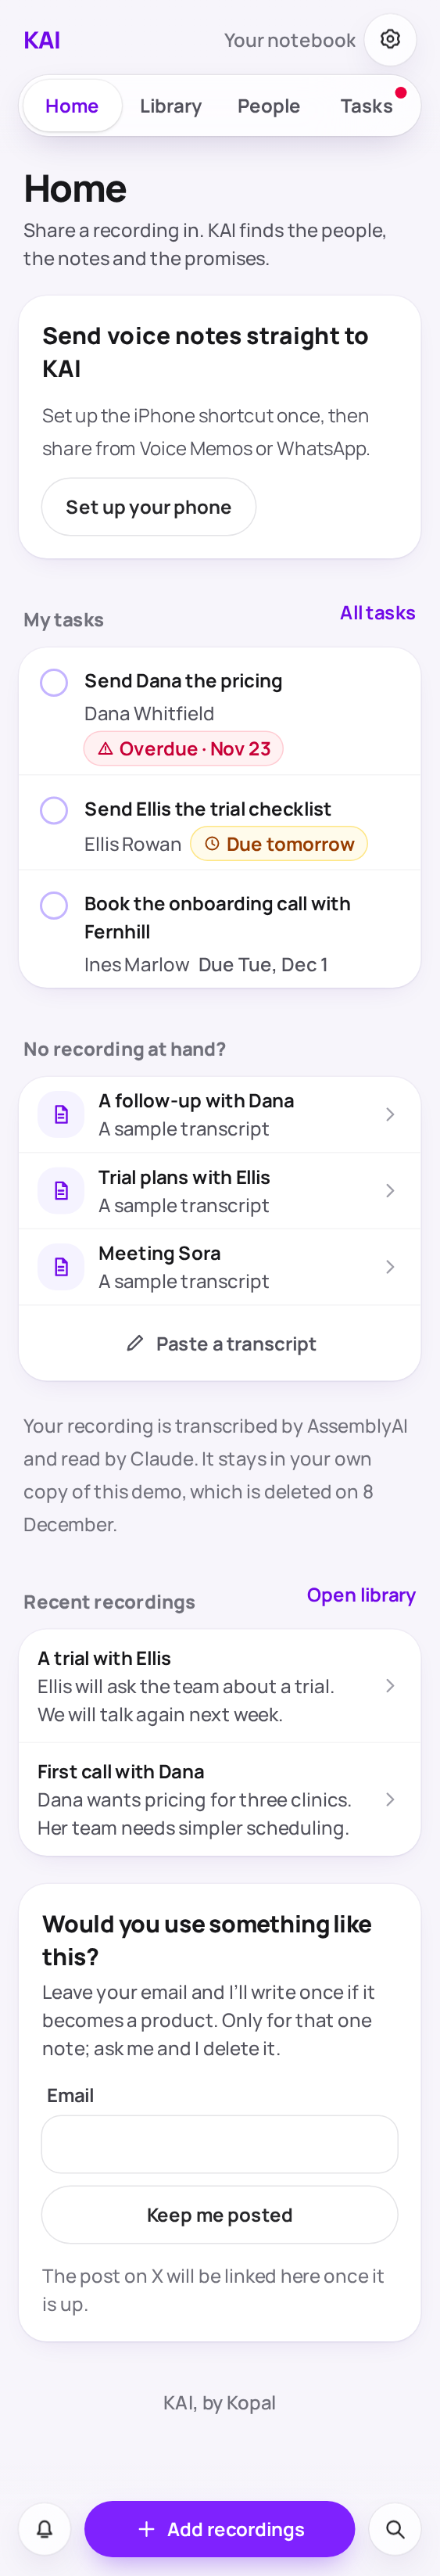 KAI
Your notebook
Home
Library
People
Tasks
Home
Share a recording in. KAI finds the people,
the notes and the promises.
Send voice notes straight to
KAI
Set up the iPhone shortcut once, then
share from Voice Memos or WhatsApp.
Set up your phone
My tasks
All tasks
Send Dana the pricing
Dana Whitfield
Overdue · Nov 23
Send Ellis the trial checklist
Ellis Rowan
Due tomorrow
Book the onboarding call with
Fernhill
Ines Marlow Due Tue, Dec 1
No recording at hand?
A follow-up with Dana
A sample transcript
Trial plans with Ellis
A sample transcript
Meeting Sora
A sample transcript
Paste a transcript
Your recording is transcribed by AssemblyAI
and read by Claude. It stays in your own
copy of this demo, which is deleted on 8
December.
Recent recordings
Open library
A trial with Ellis
Ellis will ask the team about a trial.
We will talk again next week.
First call with Dana
Dana wants pricing for three clinics.
Her team needs simpler scheduling.
Would you use something like
this?
Leave your email and I'll write once if it
becomes a product. Only for that one
note; ask me and I delete it.
Email
Keep me posted
The post on X will be linked here once it
is up.
KAI, by Kopal
Add recordings